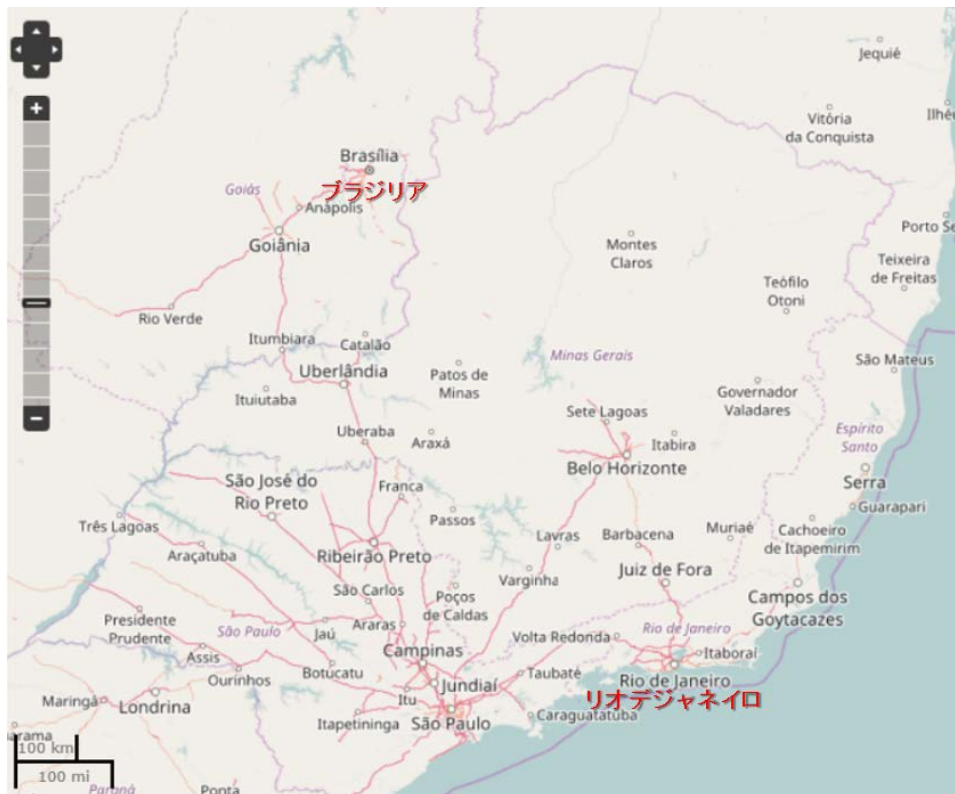 Jequié
Vitória
da Conquista
Ilhé
Brasília
ブラジリア
Goiás
Anápolis
Goiânia
Porto Se
Montes
Claros
Teixeira
de Freitas
Teófilo
Otoni
Rio Verde
Itumbiara
Catalão
Uberlândia
Minas Gerais
São Mateus
Patos de
Minas
Ituiutaba
Governador
Valadares
Sete Lagoas
Uberaba
Araxá
Itabira
Espírito
Santo
Belo Horizonte
Serra
São José do
Rio Preto
Franca
Guarapari
Passos
Três Lagoas
Araçatuba
Ribeirão Preto
Lavras
Barbacena
Muriaé
Cachoeiro
de Itapemirim
Varginha
Juiz de Fora
São Carlos
Poços
de Caldas
Campos dos
Goytacazes
Presidente
Prudente
São Paulo
Jaú
Araras
Volta Redonda
Rio de Janeiro
Itaboraí
Campinas
Assis
Ourinhos
Botucatu
Taubaté
Jundiaí
Rio de Janeiro
リオデジャネイロ
Maringá
Londrina
Itu
Itapetininga
São Paulo
Caraguatatuba
arama
100 km
100 mi
Paraná
Ponta